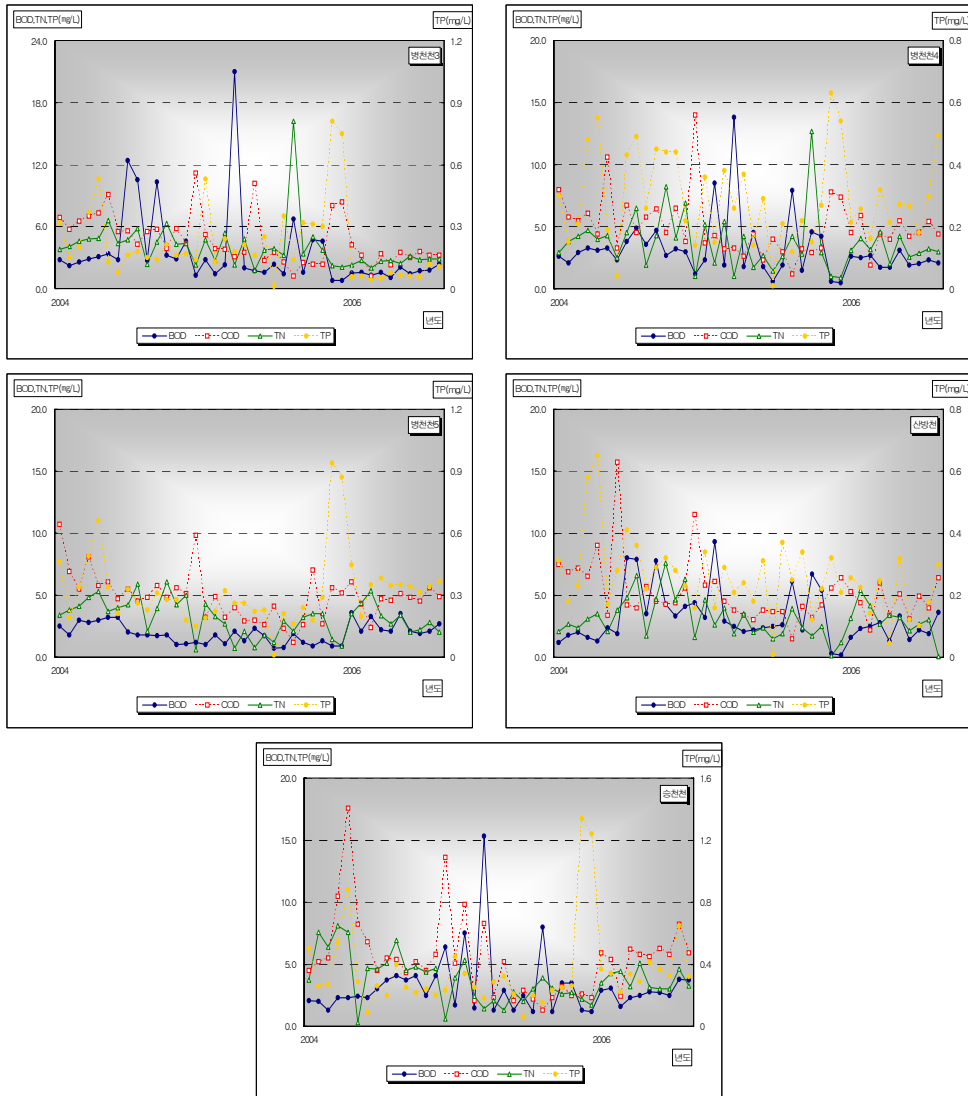 BOD,TN,TP(mg/L) TP(mg/L)
24.0 1.2
병천천3
18.0 0.9
12.0 0.6
6.0 0.3
0.0 0
2004 2006
년도
BOD COD TN TP
BOD,TN,TP(mg/L) TP(mg/L)
20.0 0.8
병천천4
15.0 0.6
10.0 0.4
5.0 0.2
0.0 0
2004 2006
년도
BOD COD TN TP
BOD,TN,TP(mg/L) TP(mg/L)
20.0 1.2
병천천5
15.0 0.9
10.0 0.6
5.0 0.3
0.0 0
2004 2006
년도
BOD COD TN TP
BOD,TN,TP(mg/L) TP(mg/L)
20.0 0.8
산방천
15.0 0.6
10.0 0.4
5.0 0.2
0.0 0
2004 2006
년도
BOD COD TN TP
BOD,TN,TP(mg/L) TP(mg/L)
20.0 1.6
승천천
15.0 1.2
10.0 0.8
5.0 0.4
0.0 0
2004 2006
년도
BOD COD TN TP